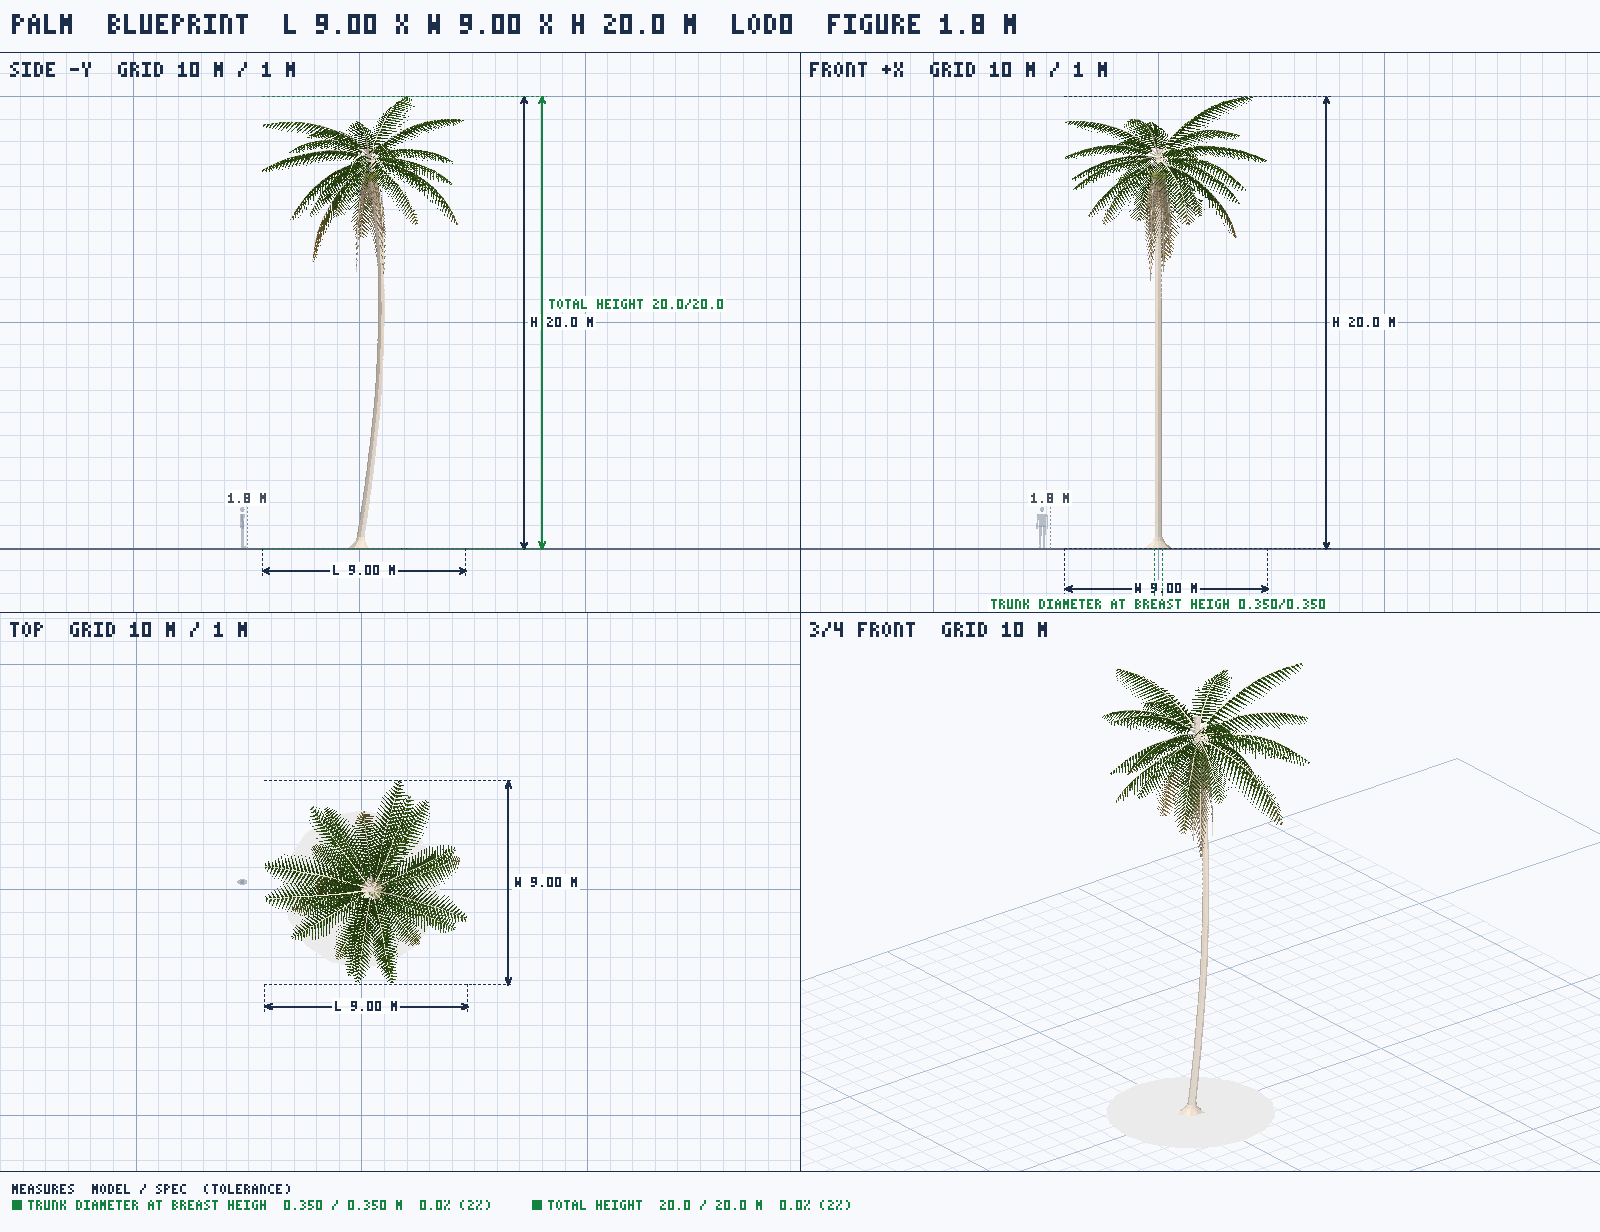 PALM BLUEPRINT L 9.00 X W 9.00 X H 20.0 M LOD0 FIGURE 1.8 M
SIDE -Y GRID 10 M / 1 M
FRONT +X GRID 10 M / 1 M
TOTAL HEIGHT 20.0/20.0
H 20.0 M
H 20.0 M
1.8 M
1.8 M
L 9.00 M
W 9.00 M
TRUNK DIAMETER AT BREAST HEIGH 0.350/0.350
TOP GRID 10 M / 1 M
3/4 FRONT GRID 10 M
W 9.00 M
L 9.00 M
MEASURES MODEL / SPEC (TOLERANCE)
TRUNK DIAMETER AT BREAST HEIGH 0.350 / 0.350 M 0.0% (2%)
TOTAL HEIGHT 20.0 / 20.0 M 0.0% (2%)